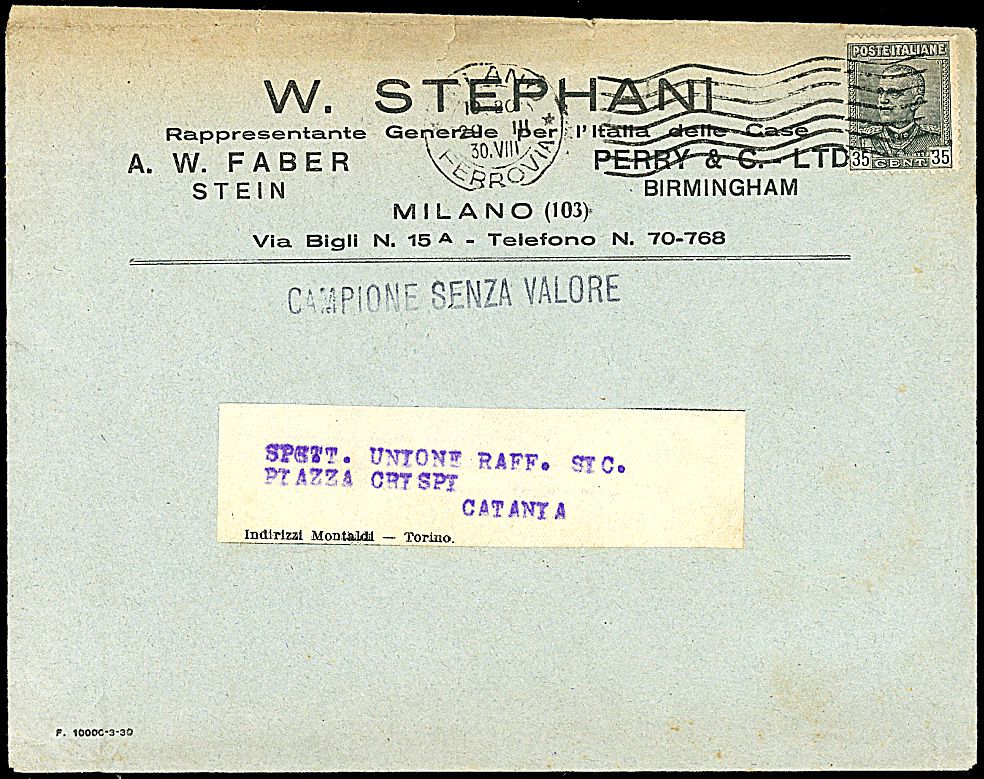 POSTE ITALIANE
W. STEPHANI
Rappresentante Generale per l'Italia delle Case
A. W. FABER
STEIN
PERRY & C. - LTD
BIRMINGHAM
35 CENT. 35
MILANO (103)
Via Bigli N. 15 A - Telefono N. 70-768
29 III
30.VIII
FERROVIA
CAMPIONE SENZA VALORE
SPETT. UNIONE RAFF. SIC.
PIAZZA CRISPI
CATANIA
Indirizzi Montaldi — Torino.
F. 10000-3-30